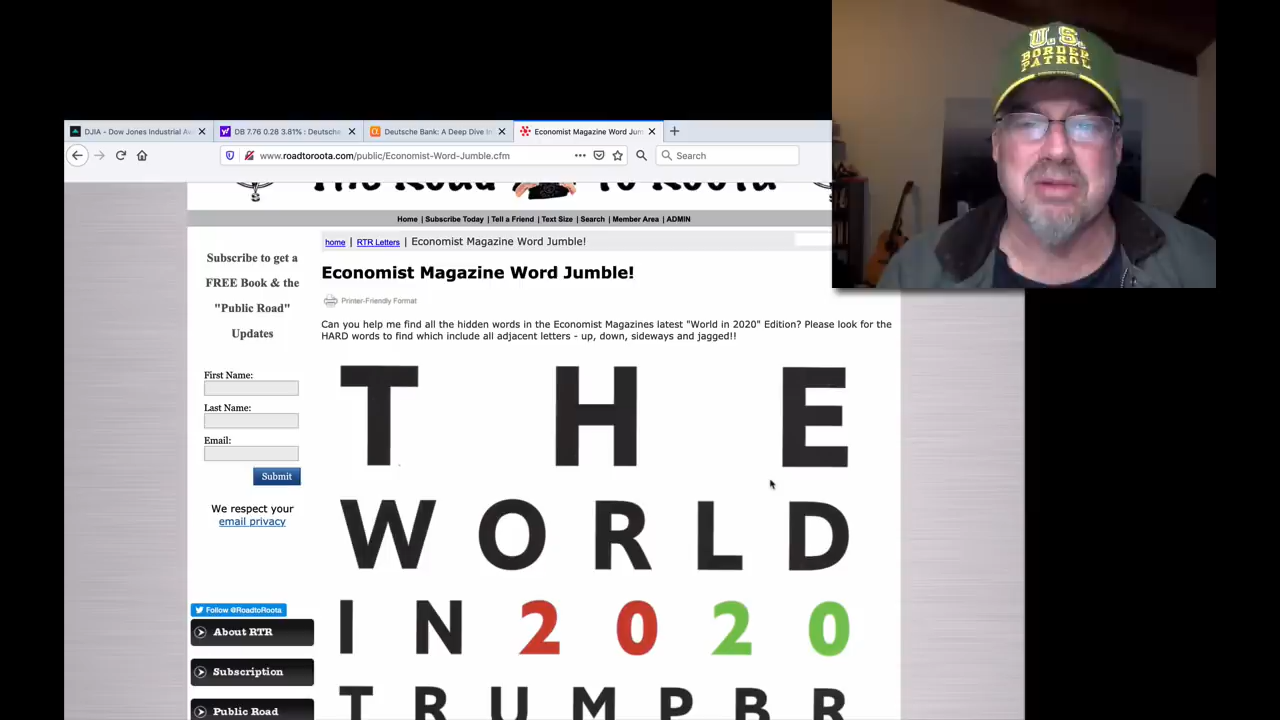 U.S.
BORDER
PATROL
DJIA - Dow Jones Industrial Av
DB 7.76 0.28 3.81% : Deutsche
Deutsche Bank: A Deep Dive In
Economist Magazine Word Jum
www.roadtoroota.com/public/Economist-Word-Jumble.cfm
Search
The Road To Roota
Home | Subscribe Today | Tell a Friend | Text Size | Search | Member Area | ADMIN
home | RTR Letters | Economist Magazine Word Jumble!
Subscribe to get a
FREE Book & the
"Public Road"
Updates
First Name:
Last Name:
Email:
Submit
We respect your
email privacy
Follow @RoadtoRoota
About RTR
Subscription
Public Road
Economist Magazine Word Jumble!
Printer-Friendly Format
Can you help me find all the hidden words in the Economist Magazines latest "World in 2020" Edition? Please look for the
HARD words to find which include all adjacent letters - up, down, sideways and jagged!!
T H E
W O R L D
I N 2 0 2 0
T R U M P B R